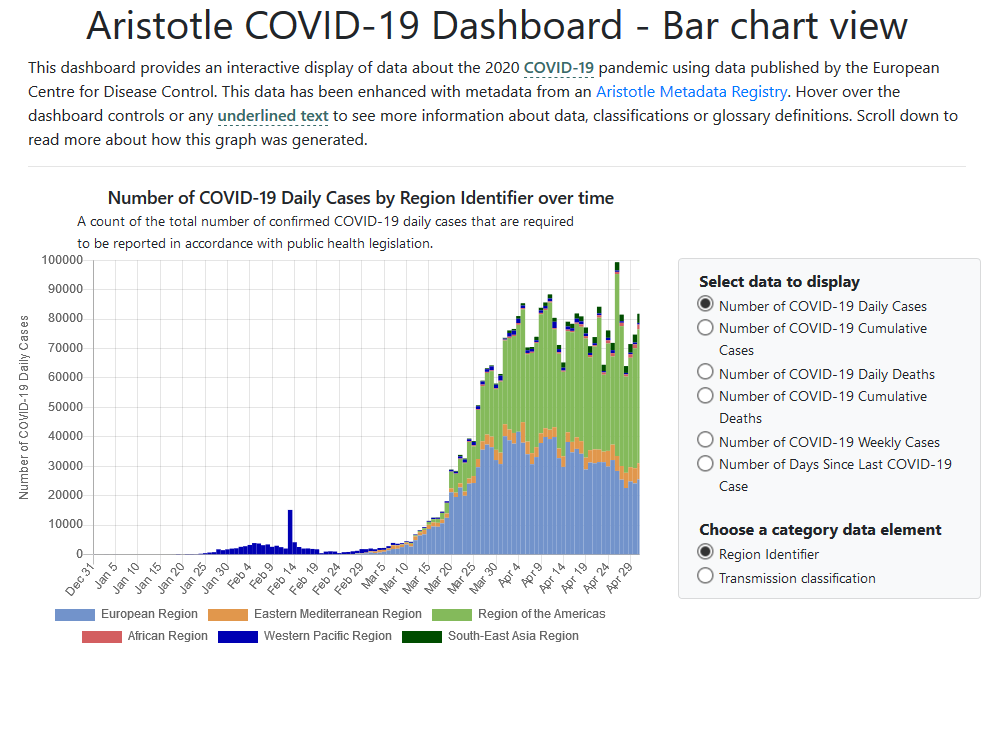 Aristotle COVID-19 Dashboard - Bar chart view
This dashboard provides an interactive display of data about the 2020 COVID-19 pandemic using data published by the European
Centre for Disease Control. This data has been enhanced with metadata from an Aristotle Metadata Registry. Hover over the
dashboard controls or any underlined text to see more information about data, classifications or glossary definitions. Scroll down to
read more about how this graph was generated.
Number of COVID-19 Daily Cases by Region Identifier over time
A count of the total number of confirmed COVID-19 daily cases that are required
to be reported in accordance with public health legislation.
Number of COVID-19 Daily Cases
100000
90000
80000
70000
60000
50000
40000
30000
20000
10000
0
Dec 31
Jan 5
Jan 10
Jan 15
Jan 20
Jan 25
Jan 30
Feb 4
Feb 9
Feb 14
Feb 19
Feb 24
Feb 29
Mar 5
Mar 10
Mar 15
Mar 20
Mar 25
Mar 30
Apr 4
Apr 9
Apr 14
Apr 19
Apr 24
Apr 29
European Region
Eastern Mediterranean Region
Region of the Americas
African Region
Western Pacific Region
South-East Asia Region
Select data to display
Number of COVID-19 Daily Cases
Number of COVID-19 Cumulative
Cases
Number of COVID-19 Daily Deaths
Number of COVID-19 Cumulative
Deaths
Number of COVID-19 Weekly Cases
Number of Days Since Last COVID-19
Case
Choose a category data element
Region Identifier
Transmission classification